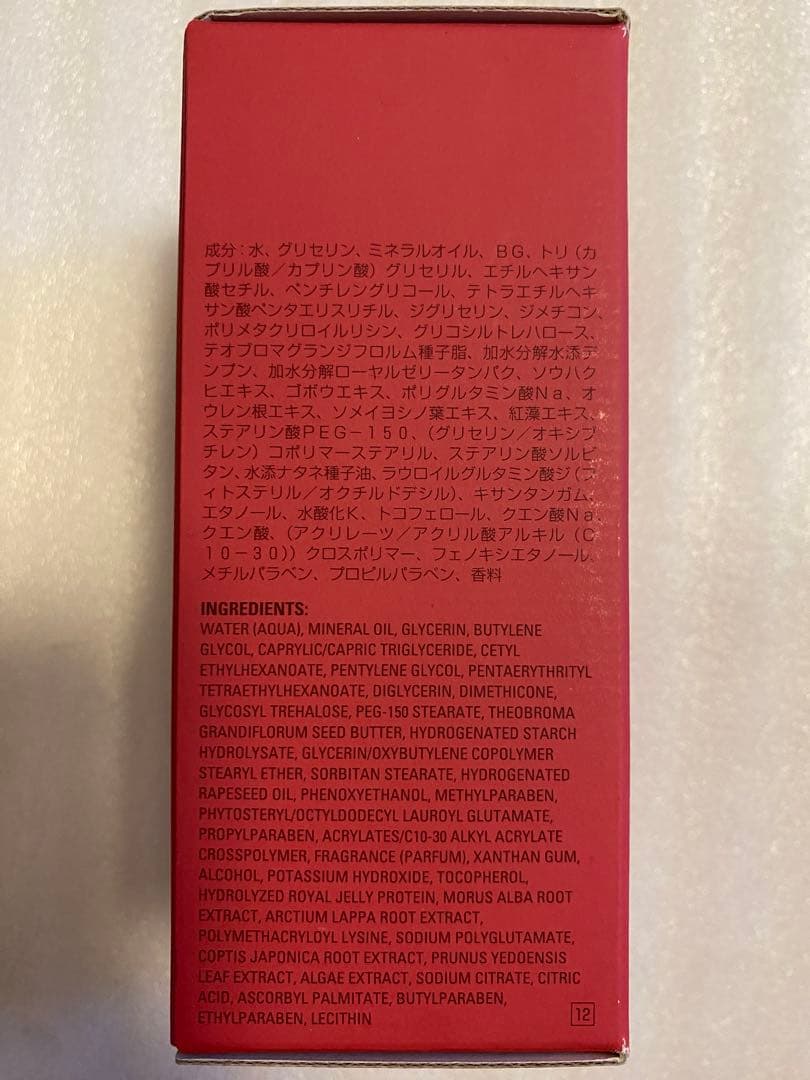 成分：水、グリセリン、ミネラルオイル、ＢＧ、トリ（カ
プリル酸／カプリン酸）グリセリル、エチルヘキサン
酸セチル、ペンチレングリコール、テトラエチルヘキ
サン酸ペンタエリスリチル、ジグリセリン、ジメチコン、
ポリメタクリロイルリシン、グリコシルトレハロース、
テオブロマグランジフロルム種子脂、加水分解水添デ
ンプン、加水分解ローヤルゼリータンパク、ソウハク
ヒエキス、ゴボウエキス、ポリグルタミン酸Ｎａ、オ
ウレン根エキス、ソメイヨシノ葉エキス、紅藻エキス、
ステアリン酸ＰＥＧ－１５０、（グリセリン／オキシブ
チレン）コポリマーステアリル、ステアリン酸ソルビ
タン、水添ナタネ種子油、ラウロイルグルタミン酸ジ（フ
ィトステリル／オクチルドデシル）、キサンタンガム、
エタノール、水酸化Ｋ、トコフェロール、クエン酸Ｎａ、
クエン酸、（アクリレーツ／アクリル酸アルキル（Ｃ
１０－３０））クロスポリマー、フェノキシエタノール、
メチルパラベン、プロピルパラベン、香料
INGREDIENTS:
WATER (AQUA), MINERAL OIL, GLYCERIN, BUTYLENE
GLYCOL, CAPRYLIC/CAPRIC TRIGLYCERIDE, CETYL
ETHYLHEXANOATE, PENTYLENE GLYCOL, PENTAERYTHRITYL
TETRAETHYLHEXANOATE, DIGLYCERIN, DIMETHICONE,
GLYCOSYL TREHALOSE, PEG-150 STEARATE, THEOBROMA
GRANDIFLORUM SEED BUTTER, HYDROGENATED STARCH
HYDROLYSATE, GLYCERIN/OXYBUTYLENE COPOLYMER
STEARYL ETHER, SORBITAN STEARATE, HYDROGENATED
RAPESEED OIL, PHENOXYETHANOL, METHYLPARABEN,
PHYTOSTERYL/OCTYLDODECYL LAUROYL GLUTAMATE,
PROPYLPARABEN, ACRYLATES/C10-30 ALKYL ACRYLATE
CROSSPOLYMER, FRAGRANCE (PARFUM), XANTHAN GUM,
ALCOHOL, POTASSIUM HYDROXIDE, TOCOPHEROL,
HYDROLYZED ROYAL JELLY PROTEIN, MORUS ALBA ROOT
EXTRACT, ARCTIUM LAPPA ROOT EXTRACT,
POLYMETHACRYLOYL LYSINE, SODIUM POLYGLUTAMATE,
COPTIS JAPONICA ROOT EXTRACT, PRUNUS YEDOENSIS
LEAF EXTRACT, ALGAE EXTRACT, SODIUM CITRATE, CITRIC
ACID, ASCORBYL PALMITATE, BUTYLPARABEN,
ETHYLPARABEN, LECITHIN
12